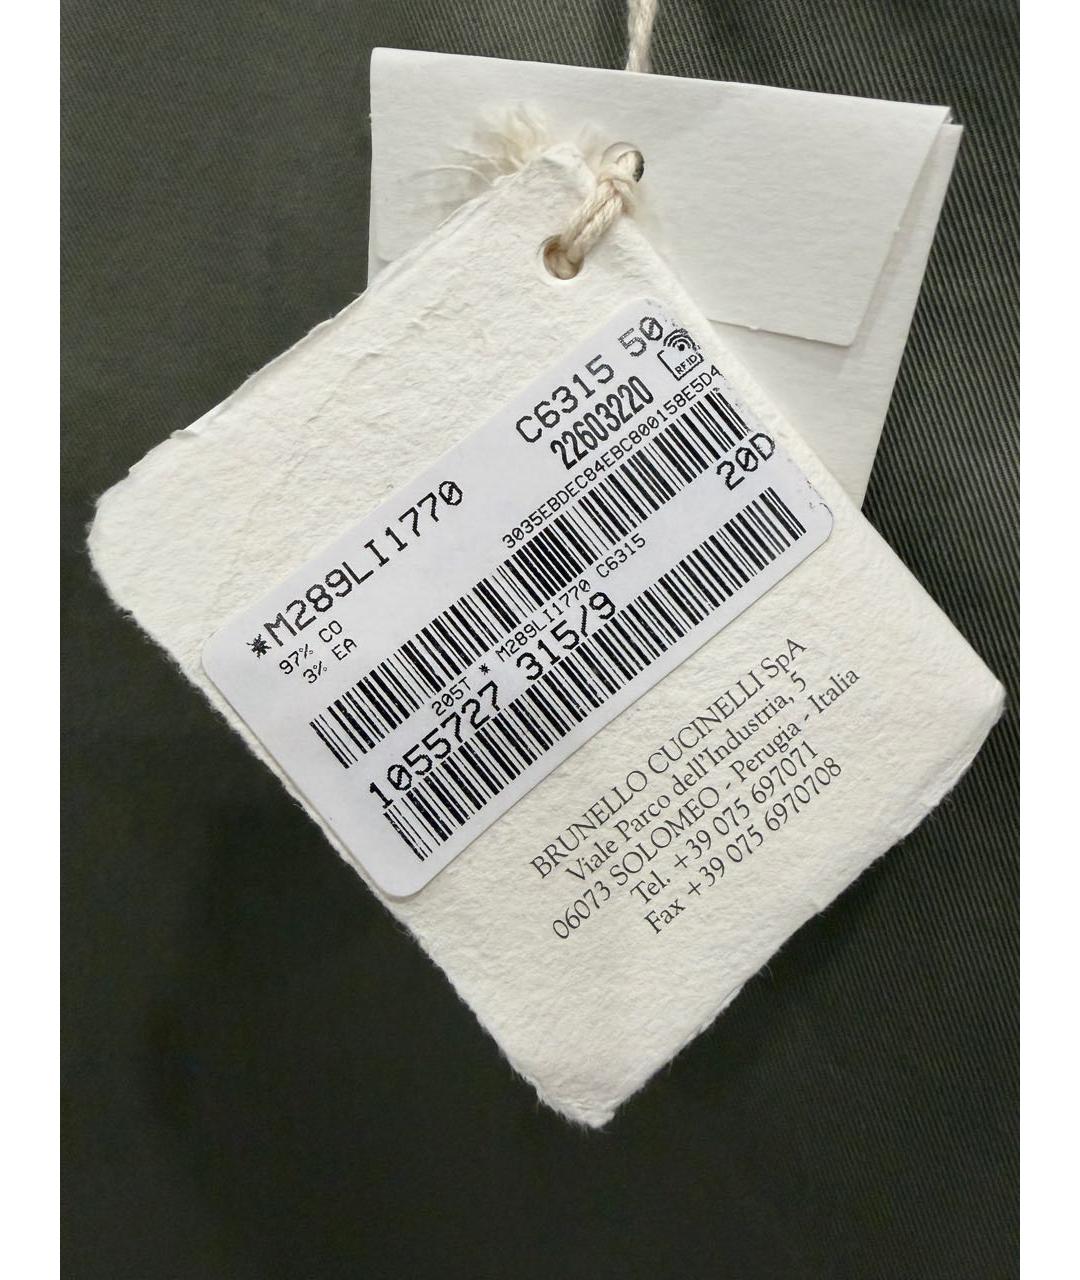 C6315 50
RFID
22603220
*M289LI1770
3035EBDEC84EBC800158E5D4
97% CO
3% EA
20D
205T * M289LI1770 C6315
1055727 315/9
BRUNELLO CUCINELLI SpA
Viale Parco dell'Industria, 5
06073 SOLOMEO - Perugia - Italia
Tel. +39 075 697071
Fax +39 075 6970708